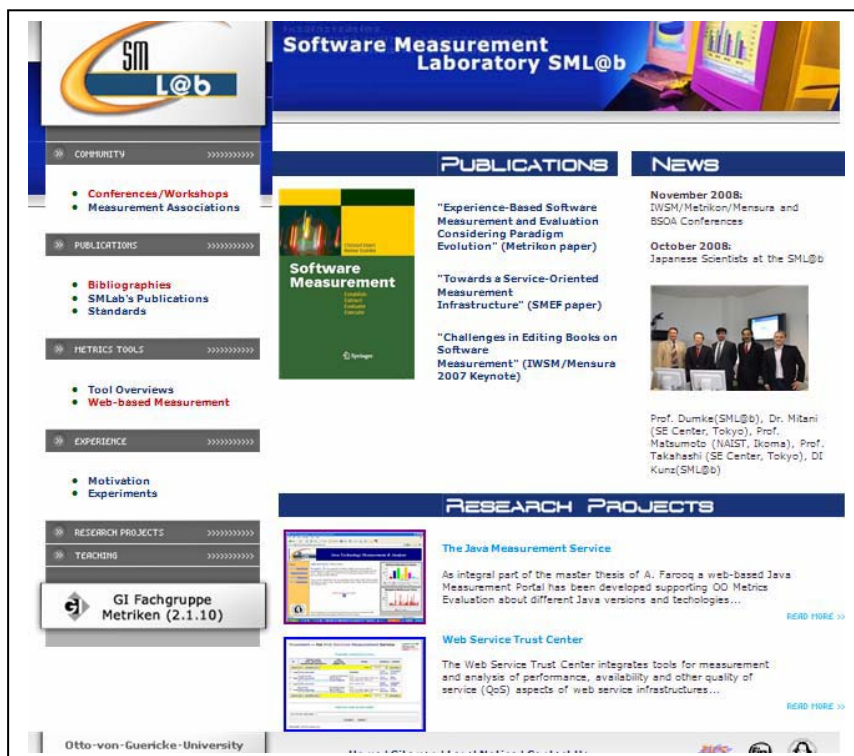 SM
L@b
Software Measurement
Laboratory SML@b
COMMUNITY >>>>>>>>>>>
Conferences/Workshops
Measurement Associations
PUBLICATIONS >>>>>>>>>>>
Bibliographies
SMLab's Publications
Standards
METRICS TOOLS >>>>>>>>>>>
Tool Overviews
Web-based Measurement
EXPERIENCE >>>>>>>>>>>
Motivation
Experiments
RESEARCH PROJECTS >>>>>>>>>>>
TEACHING >>>>>>>>>>>
GI
GI Fachgruppe
Metriken (2.1.10)
Otto-von-Guericke-University
PUBLICATIONS
Software
Measurement
Establish
Extract
Evaluate
Execute
Springer
"Experience-Based Software
Measurement and Evaluation
Considering Paradigm
Evolution" (Metrikon paper)
"Towards a Service-Oriented
Measurement
Infrastructure" (SMEF paper)
"Challenges in Editing Books on
Software
Measurement" (IWSM/Mensura
2007 Keynote)
NEWS
November 2008:
IWSM/Metrikon/Mensura and
BSOA Conferences
October 2008:
Japanese Scientists at the SML@b
Prof. Dumke(SML@b), Dr. Mitani
(SE Center, Tokyo), Prof.
Matsumoto (NAIST, Ikoma), Prof.
Takahashi (SE Center, Tokyo), DI
Kunz(SML@b)
RESEARCH PROJECTS
The Java Measurement Service
As integral part of the master thesis of A. Farooq a web-based Java
Measurement Portal has been developed supporting OO Metrics
Evaluation about different Java versions and techologies...
READ MORE >>
Web Service Trust Center
The Web Service Trust Center integrates tools for measurement
and analysis of performance, availability and other quality of
service (QoS) aspects of web service infrastructures...
READ MORE >>